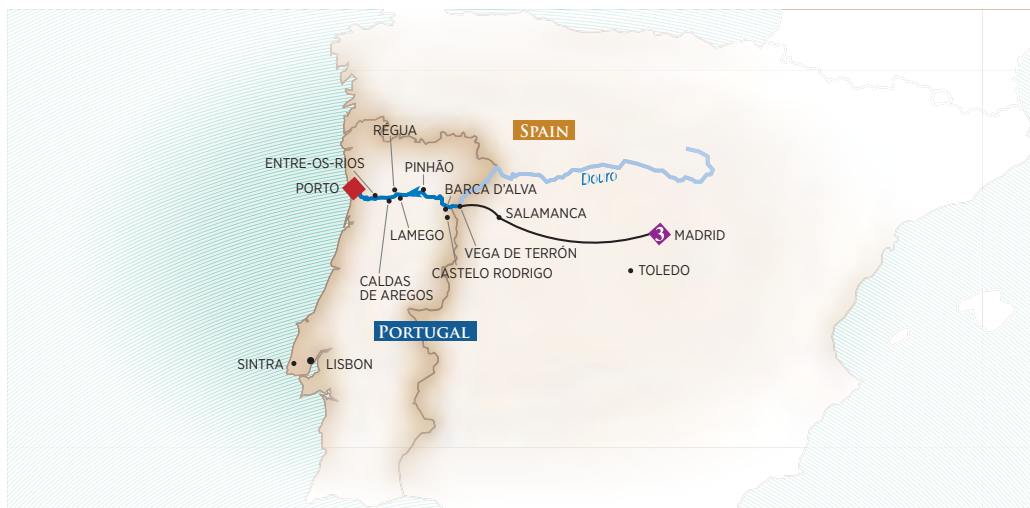 SPAIN
RÉGUA
ENTRE-OS-RIOS
PINHÃO
Douro
PORTO
BARCA D'ALVA
SALAMANCA
LAMEGO
3
MADRID
VEGA DE TERRÓN
CASTELO RODRIGO
TOLEDO
CALDAS
DE AREGOS
PORTUGAL
SINTRA
LISBON